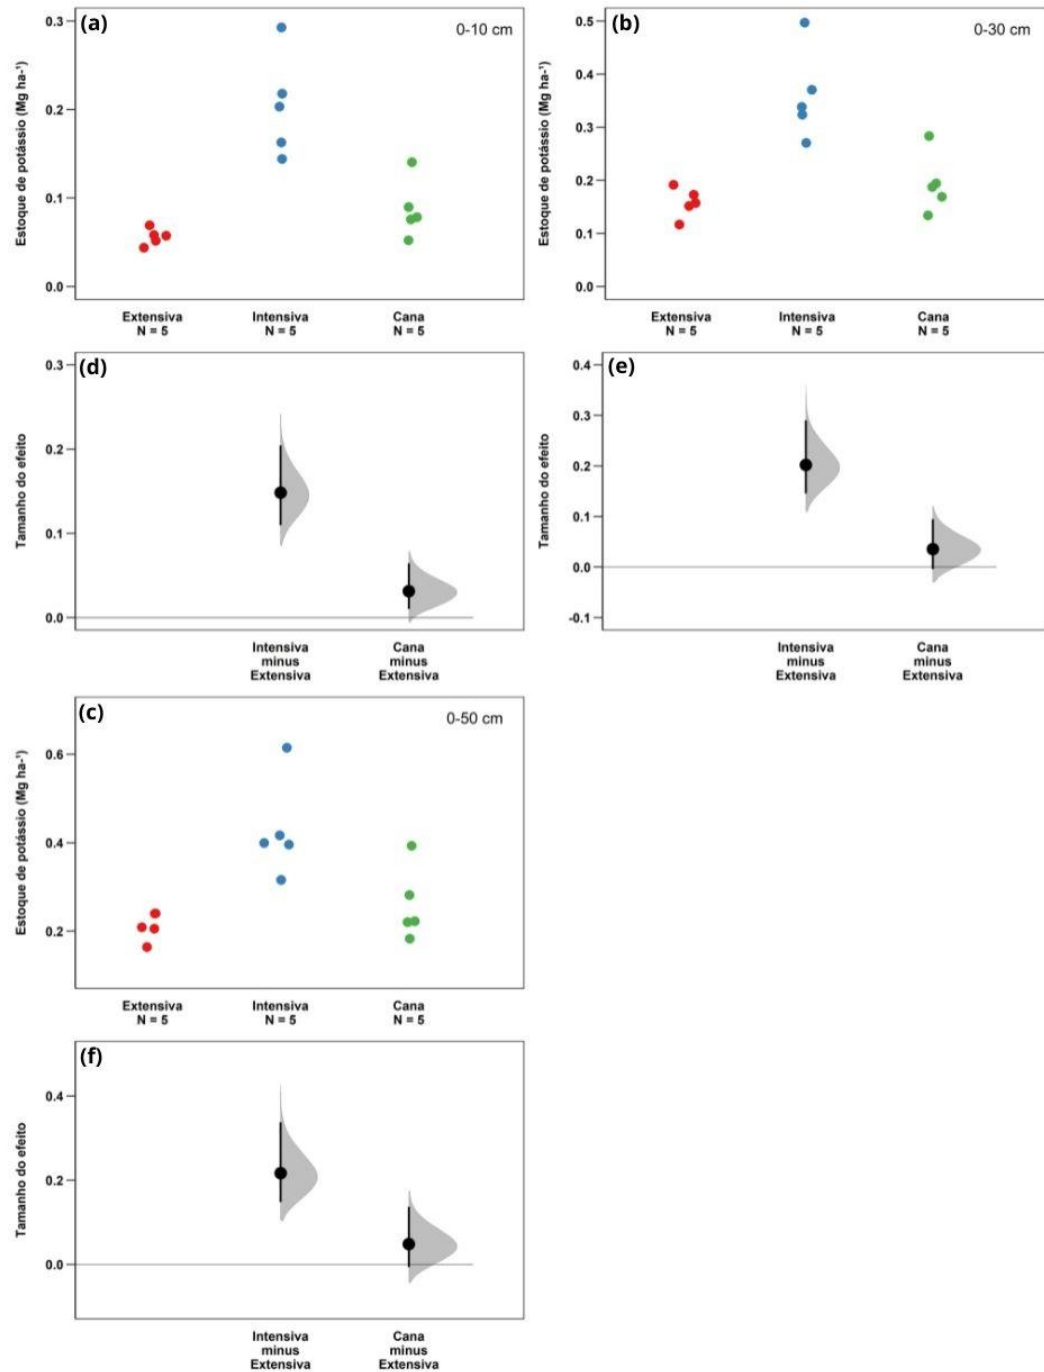 (a)
0-10 cm
Estoque de potássio (Mg ha-¹)
0.3
0.2
0.1
0.0
Extensiva
N = 5
Intensiva
N = 5
Cana
N = 5
(b)
0-30 cm
Estoque de potássio (Mg ha-¹)
0.5
0.4
0.3
0.2
0.1
0.0
Extensiva
N = 5
Intensiva
N = 5
Cana
N = 5
(d)
Tamanho do efeito
0.3
0.2
0.1
0.0
Intensiva
minus
Extensiva
Cana
minus
Extensiva
(e)
Tamanho do efeito
0.4
0.3
0.2
0.1
0.0
-0.1
Intensiva
minus
Extensiva
Cana
minus
Extensiva
(c)
0-50 cm
Estoque de potássio (Mg ha-¹)
0.6
0.4
0.2
Extensiva
N = 5
Intensiva
N = 5
Cana
N = 5
(f)
Tamanho do efeito
0.4
0.2
0.0
Intensiva
minus
Extensiva
Cana
minus
Extensiva